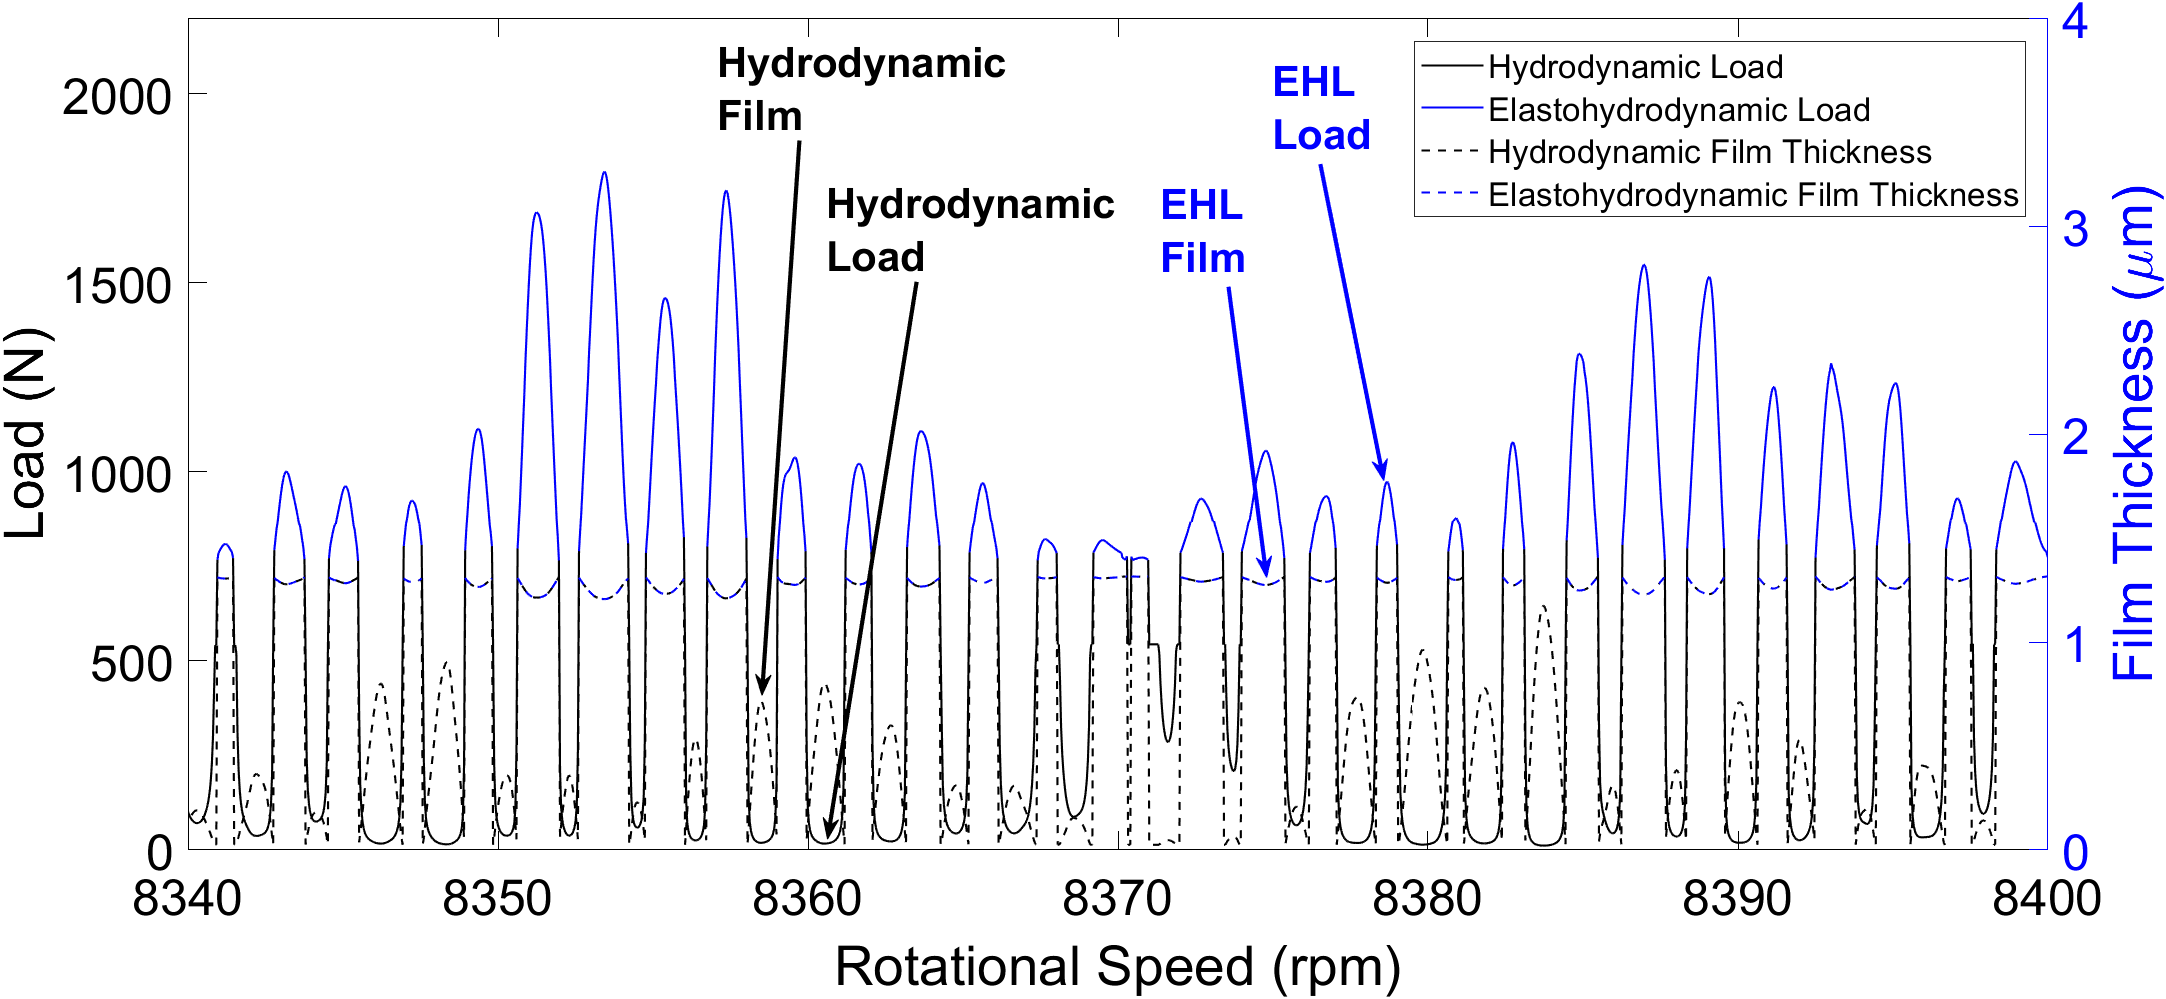 Hydrodynamic
Film
Hydrodynamic
Load
EHL
Film
EHL
Load
Hydrodynamic Load
Elastohydrodynamic Load
Hydrodynamic Film Thickness
Elastohydrodynamic Film Thickness
Load (N)
2000
1500
1000
500
0
4
3
2
1
0
Film Thickness (μm)
8340 8350 8360 8370 8380 8390 8400
Rotational Speed (rpm)